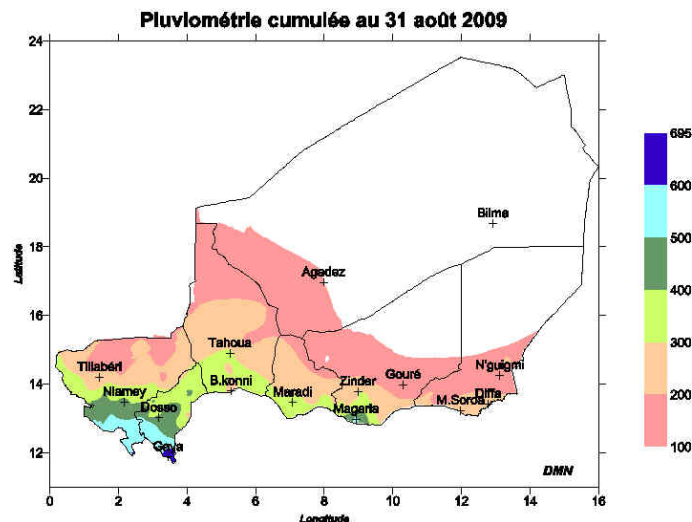 Pluviométrie cumulée au 31 août 2009
24
22
20
18
16
14
12
Latitude
0
2
4
6
8
10
12
14
16
Longitude
Bilma
Agadez
Tahoua
Tillabéri
N'guigmi
Gouré
B.konni
Zinder
Niamey
Maradi
Diffa
M.Soroa
Dosso
Magaria
Gaya
DMN
695
600
500
400
300
200
100